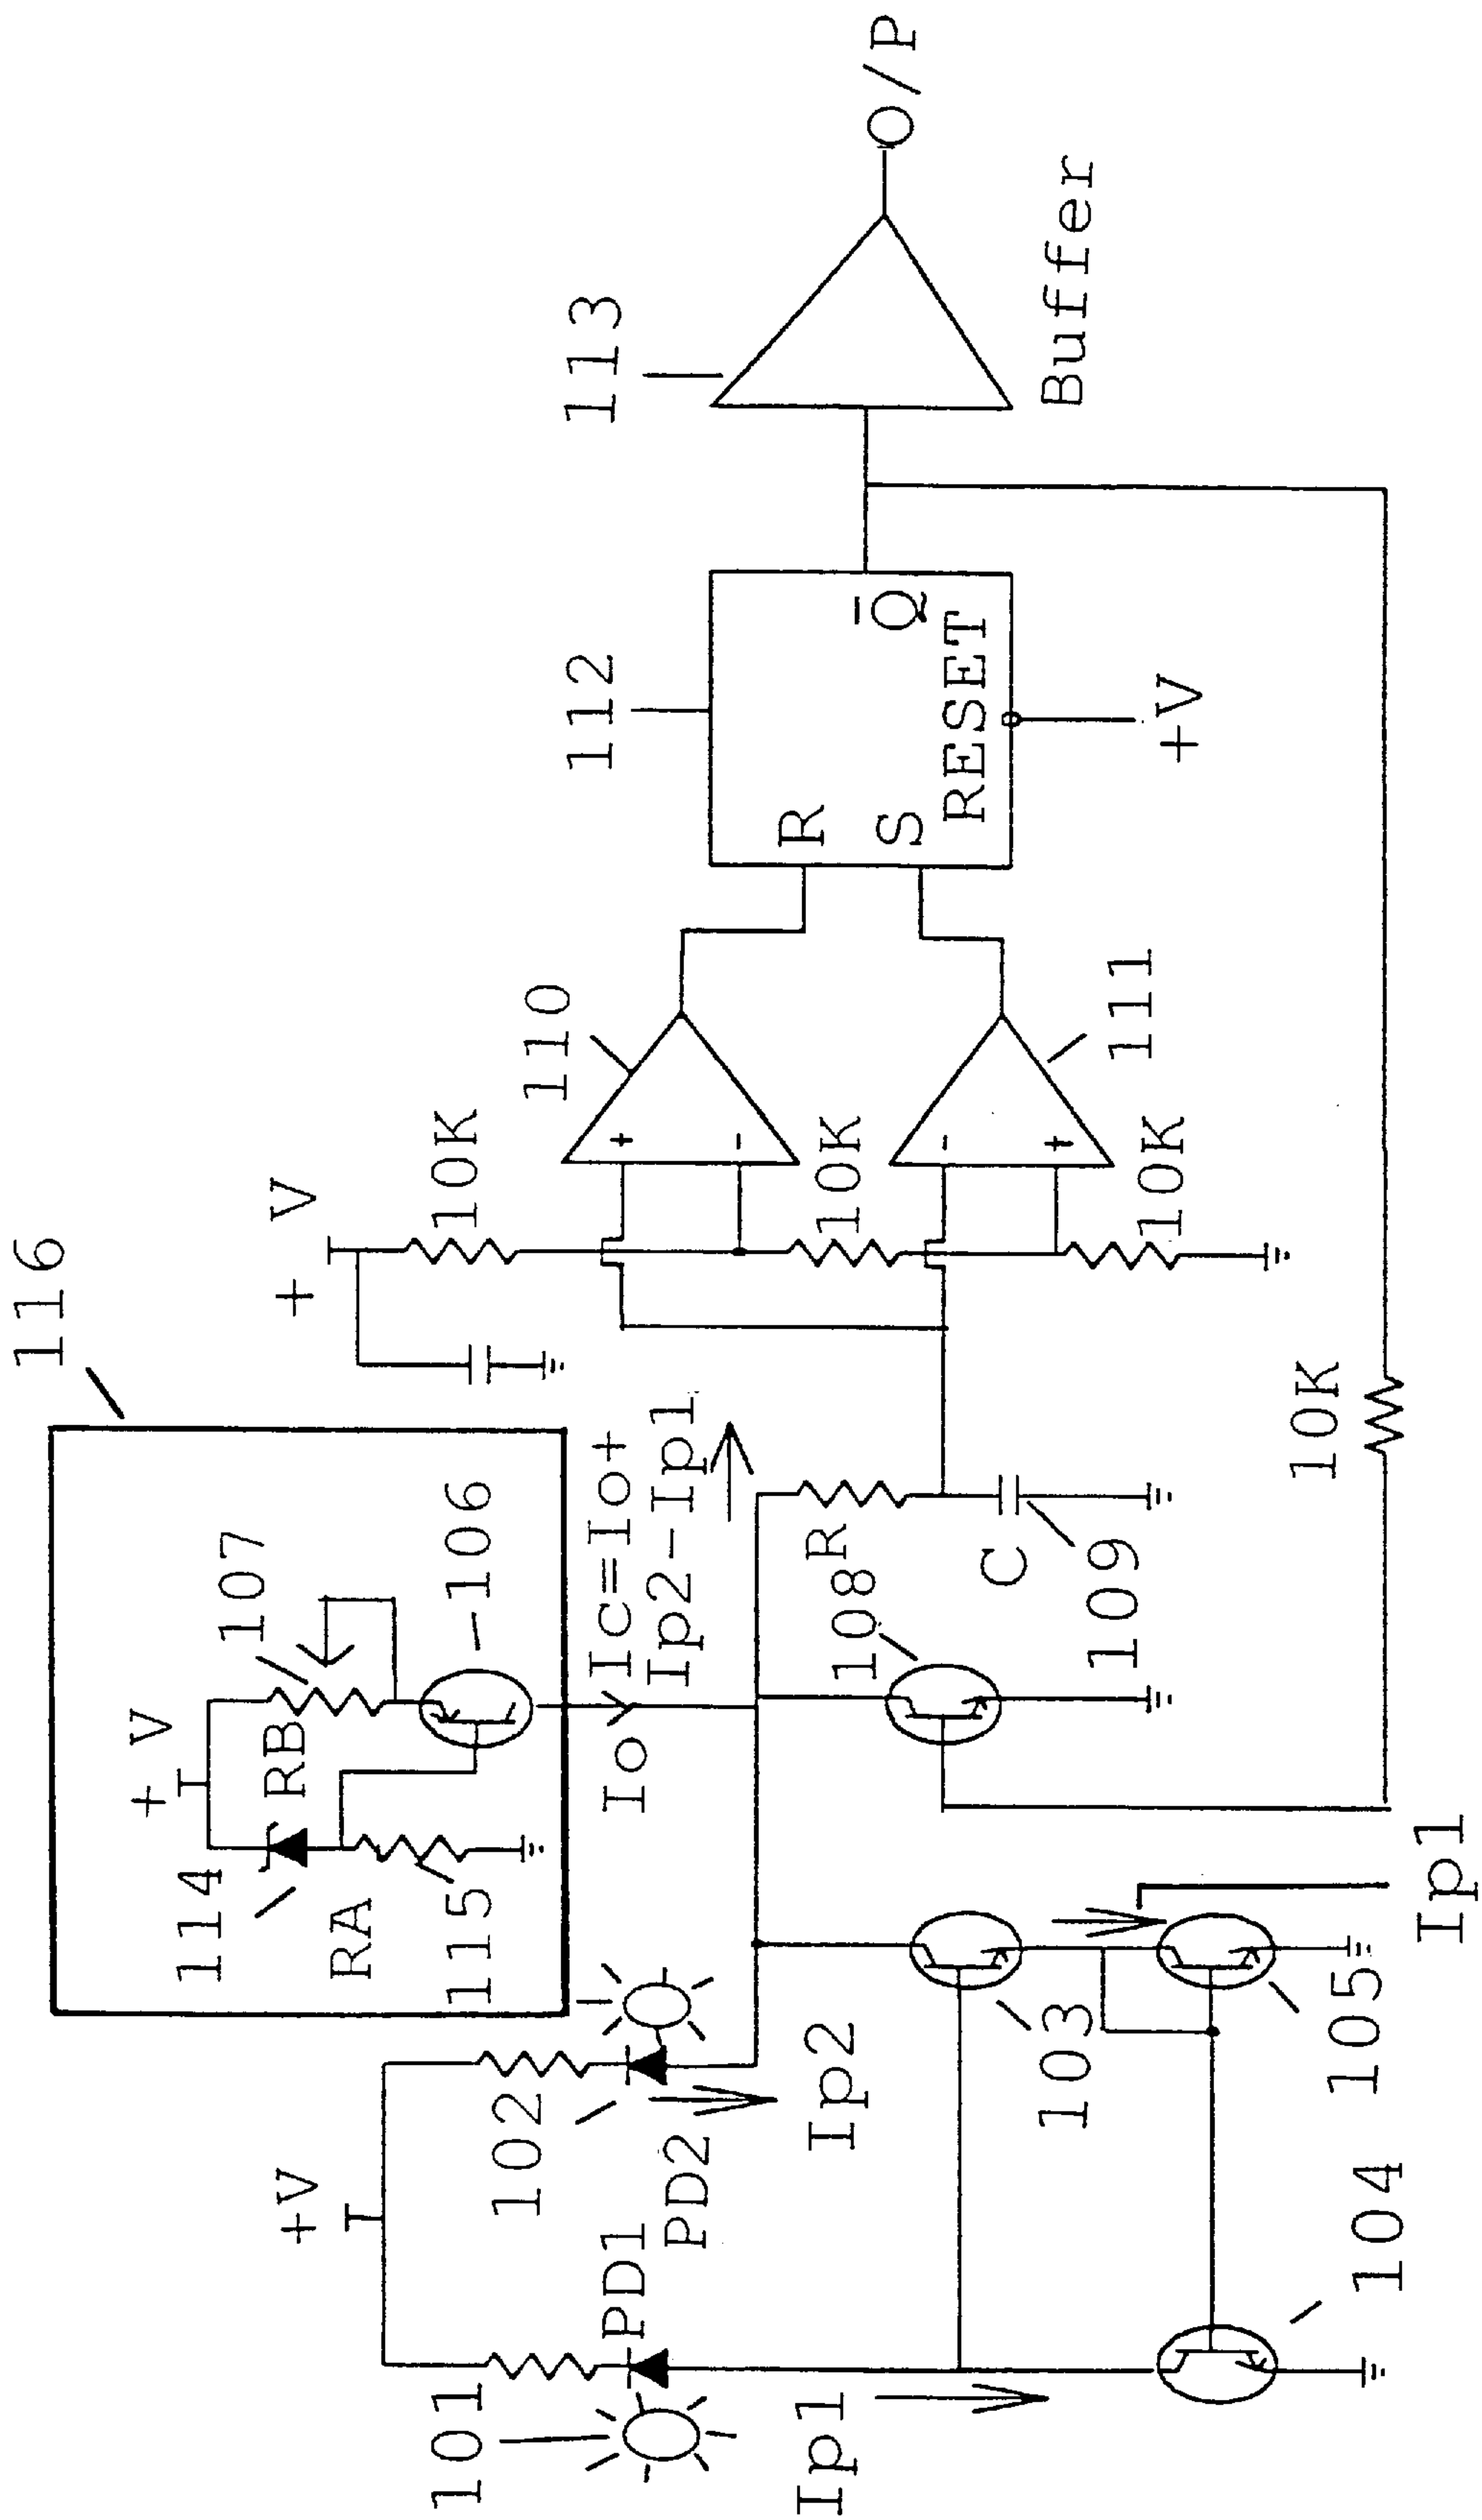 116
+ V
114
RB
107
RA
115
106
Io
Ic=Io+
Ip2-Ip1
+V
101
PD1
102
PD2
Ip1
Ip2
103
104
105
Ip1
108
R
C
109
+ V
10K
10K
10K
10K
110
+
-
-
+
111
112
R
S
Q̅
RESET
+V
113
Buffer
O/P